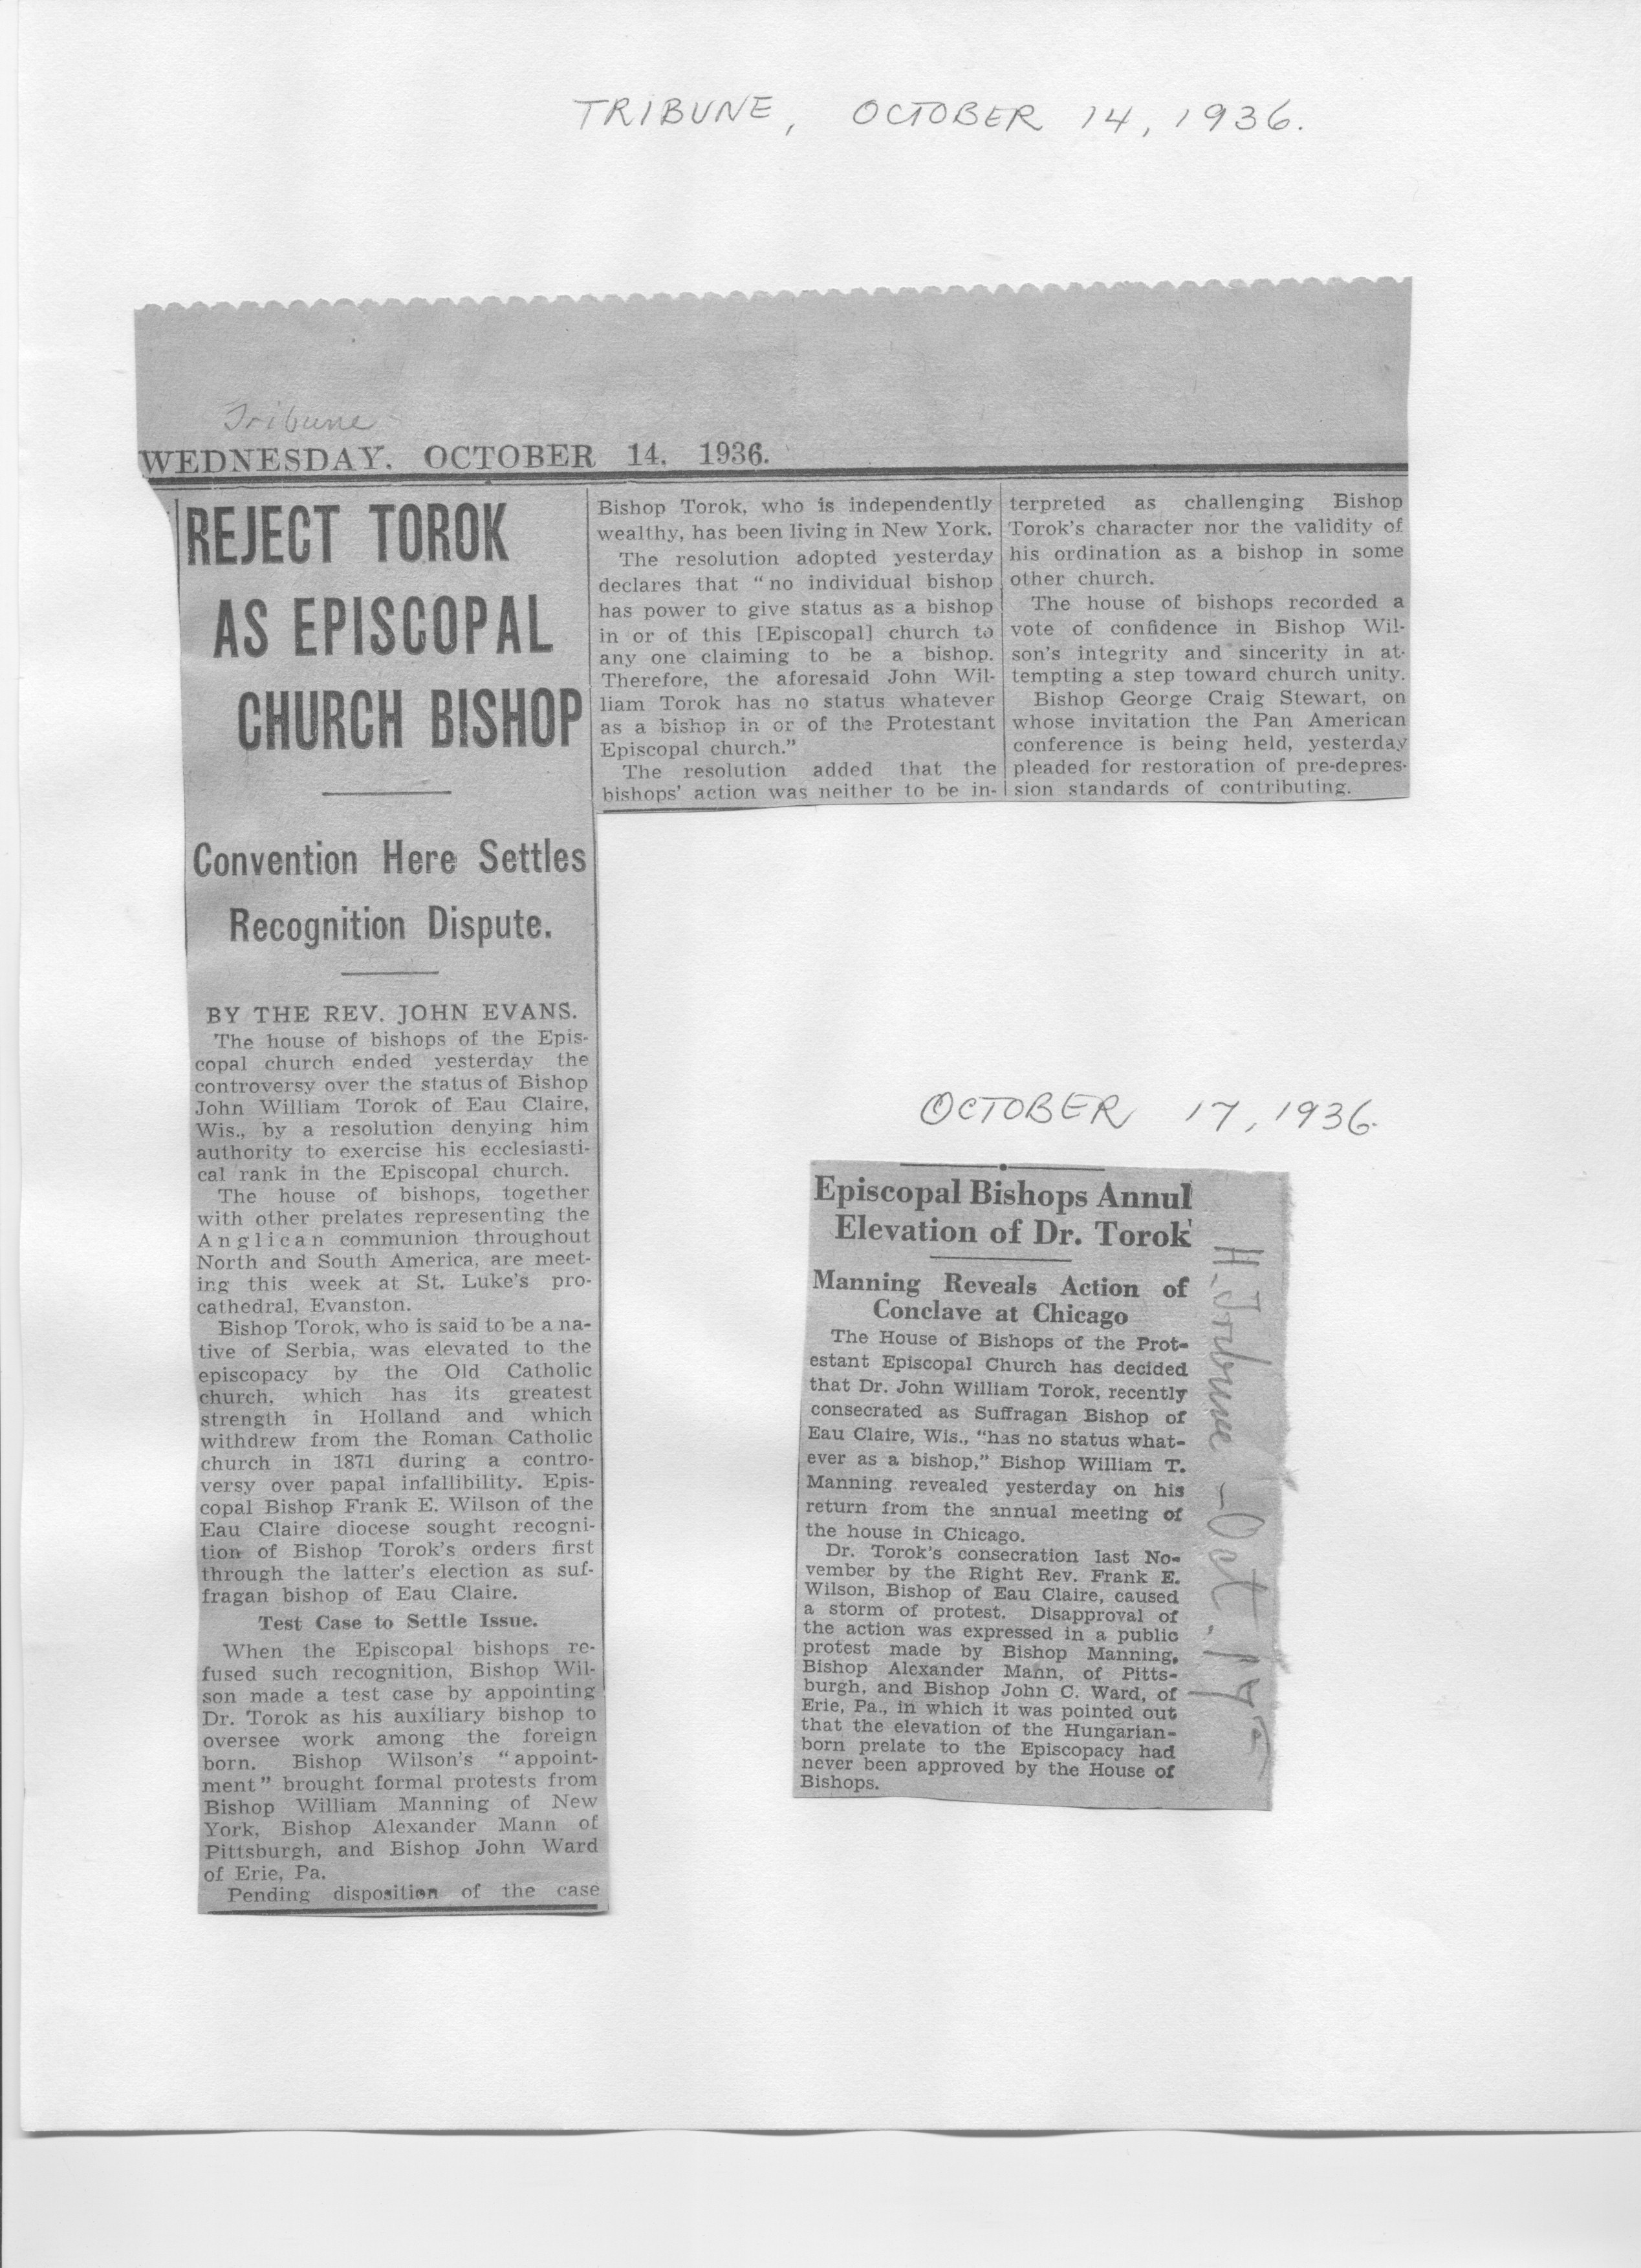 TRIBUNE, OCTOBER 14, 1936.
Tribune
WEDNESDAY, OCTOBER 14, 1936.
REJECT TOROK
AS EPISCOPAL
CHURCH BISHOP
Convention Here Settles
Recognition Dispute.
BY THE REV. JOHN EVANS.
The house of bishops of the Epis-
copal church ended yesterday the
controversy over the status of Bishop
John William Torok of Eau Claire,
Wis., by a resolution denying him
authority to exercise his ecclesiasti-
cal rank in the Episcopal church.
The house of bishops, together
with other prelates representing the
Anglican communion throughout
North and South America, are meet-
ing this week at St. Luke's pro-
cathedral, Evanston.
Bishop Torok, who is said to be a na-
tive of Serbia, was elevated to the
episcopacy by the Old Catholic
church, which has its greatest
strength in Holland and which
withdrew from the Roman Catholic
church in 1871 during a contro-
versy over papal infallibility. Epis-
copal Bishop Frank E. Wilson of the
Eau Claire diocese sought recogni-
tion of Bishop Torok's orders first
through the latter's election as suf-
fragan bishop of Eau Claire.
Test Case to Settle Issue.
When the Episcopal bishops re-
fused such recognition, Bishop Wil-
son made a test case by appointing
Dr. Torok as his auxiliary bishop to
oversee work among the foreign
born. Bishop Wilson's "appoint-
ment" brought formal protests from
Bishop William Manning of New
York, Bishop Alexander Mann of
Pittsburgh, and Bishop John Ward
of Erie, Pa.
Pending disposition of the case
Bishop Torok, who is independently
wealthy, has been living in New York.
The resolution adopted yesterday
declares that "no individual bishop
has power to give status as a bishop
in or of this [Episcopal] church to
any one claiming to be a bishop.
Therefore, the aforesaid John Wil-
liam Torok has no status whatever
as a bishop in or of the Protestant
Episcopal church."
The resolution added that the
bishops' action was neither to be in-
terpreted as challenging Bishop
Torok's character nor the validity of
his ordination as a bishop in some
other church.
The house of bishops recorded a
vote of confidence in Bishop Wil-
son's integrity and sincerity in at-
tempting a step toward church unity.
Bishop George Craig Stewart, on
whose invitation the Pan American
conference is being held, yesterday
pleaded for restoration of pre-depres-
sion standards of contributing.
OCTOBER 17, 1936.
Episcopal Bishops Annul
Elevation of Dr. Torok
Manning Reveals Action of
Conclave at Chicago
The House of Bishops of the Prot-
estant Episcopal Church has decided
that Dr. John William Torok, recently
consecrated as Suffragan Bishop of
Eau Claire, Wis., "has no status what-
ever as a bishop," Bishop William T.
Manning revealed yesterday on his
return from the annual meeting of
the house in Chicago.
Dr. Torok's consecration last No-
vember by the Right Rev. Frank E.
Wilson, Bishop of Eau Claire, caused
a storm of protest. Disapproval of
the action was expressed in a public
protest made by Bishop Manning,
Bishop Alexander Mann, of Pitts-
burgh, and Bishop John C. Ward, of
Erie, Pa., in which it was pointed out
that the elevation of the Hungarian-
born prelate to the Episcopacy had
never been approved by the House of
Bishops.
H. Tribune - Oct.